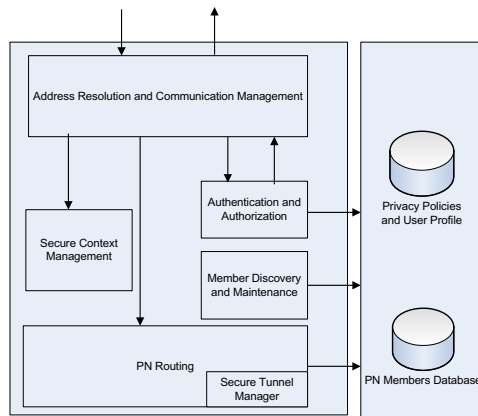 Address Resolution and Communication Management
Authentication and
Authorization
Privacy Policies
and User Profile
Secure Context
Management
Member Discovery
and Maintenance
PN Routing
Secure Tunnel
Manager
PN Members Database